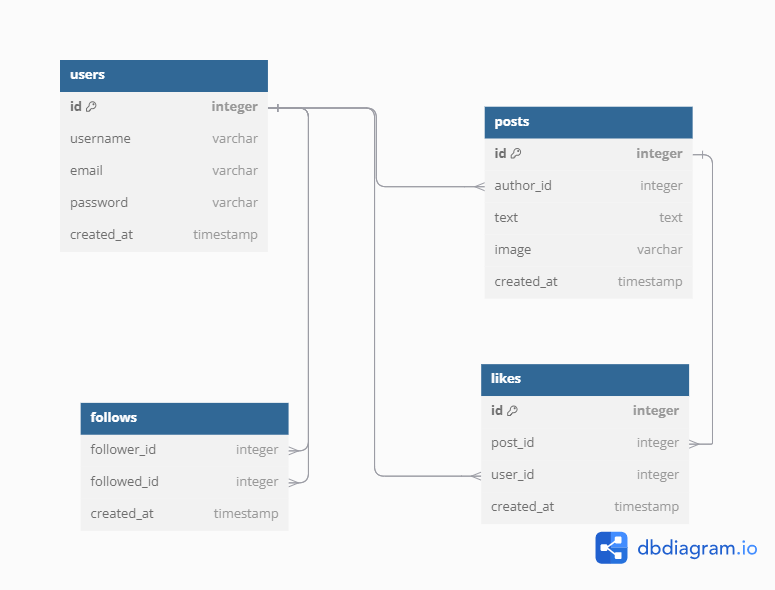 users
id integer
username varchar
email varchar
password varchar
created_at timestamp
posts
id integer
author_id integer
text text
image varchar
created_at timestamp
follows
follower_id integer
followed_id integer
created_at timestamp
likes
id integer
post_id integer
user_id integer
created_at timestamp
dbdiagram.io